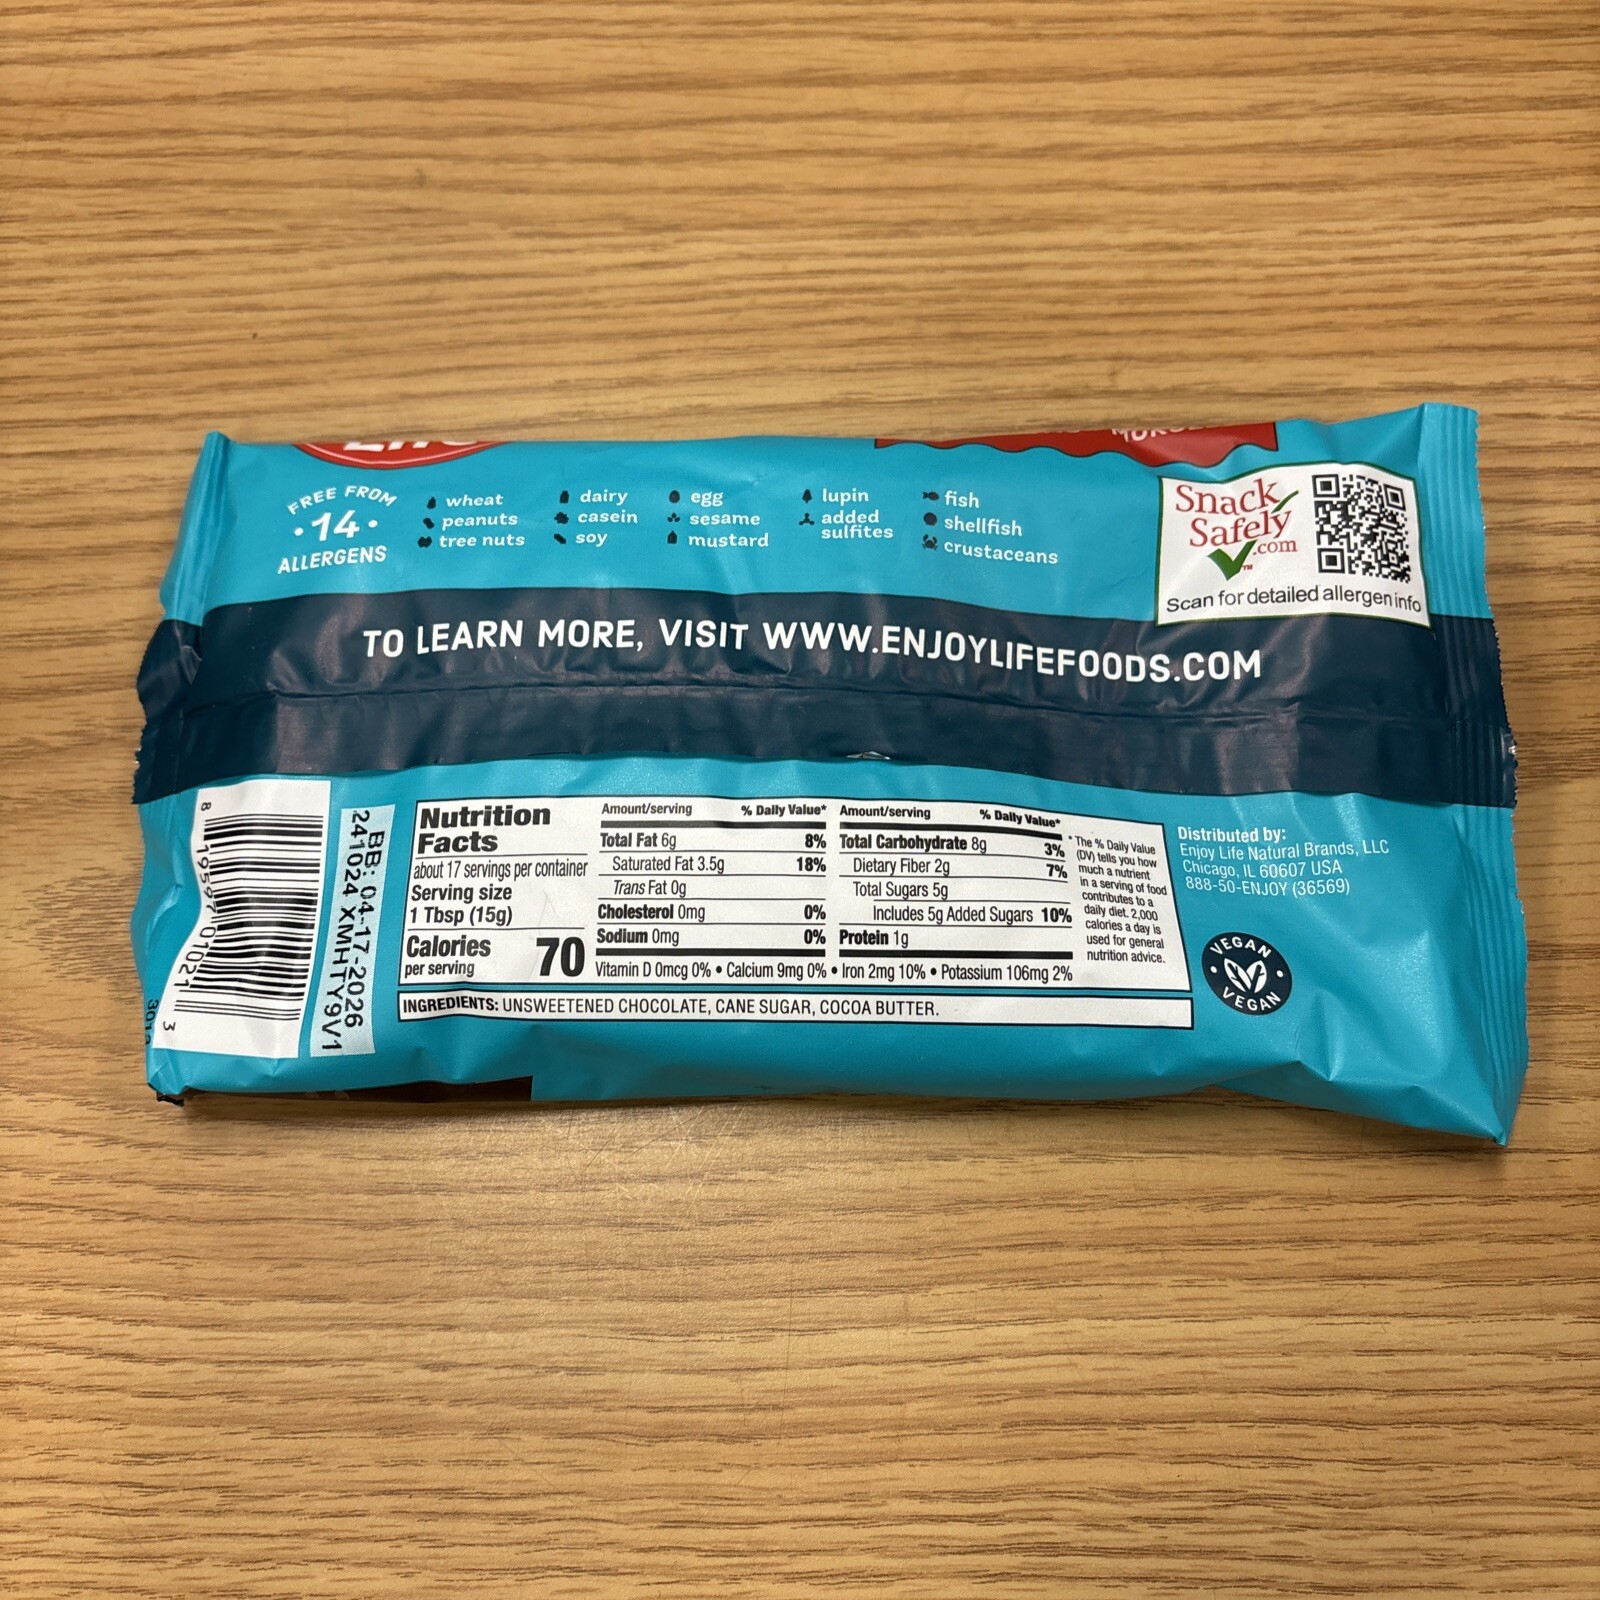 FREE FROM
·14·
ALLERGENS
wheat
peanuts
tree nuts
dairy
casein
soy
egg
sesame
mustard
lupin
added
sulfites
fish
shellfish
crustaceans
Snack
Safely
.com
TM
Scan for detailed allergen info
TO LEARN MORE, VISIT WWW.ENJOYLIFEFOODS.COM
8 19597 01021 3
BB: 04-17-2026
241024 XMHTY9V1
Nutrition
Facts
about 17 servings per container
Serving size
1 Tbsp (15g)
Calories
per serving
70
Amount/serving % Daily Value*
Total Fat 6g 8%
Saturated Fat 3.5g 18%
Trans Fat 0g
Cholesterol 0mg 0%
Sodium 0mg 0%
Amount/serving % Daily Value*
Total Carbohydrate 8g 3%
Dietary Fiber 2g 7%
Total Sugars 5g
Includes 5g Added Sugars 10%
Protein 1g
Vitamin D 0mcg 0% • Calcium 9mg 0% • Iron 2mg 10% • Potassium 106mg 2%
* The % Daily Value
(DV) tells you how
much a nutrient
in a serving of food
contributes to a
daily diet. 2,000
calories a day is
used for general
nutrition advice.
INGREDIENTS: UNSWEETENED CHOCOLATE, CANE SUGAR, COCOA BUTTER.
Distributed by:
Enjoy Life Natural Brands, LLC
Chicago, IL 60607 USA
888-50-ENJOY (36569)
VEGAN
VEGAN